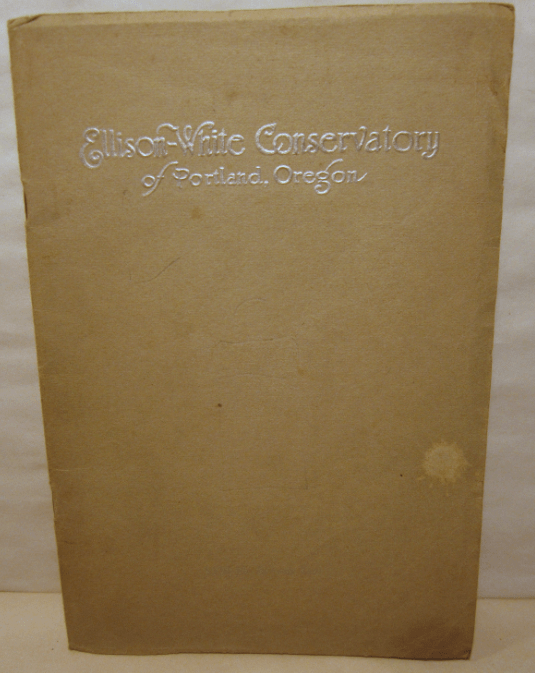 Ellison-White Conservatory
of Portland. Oregon